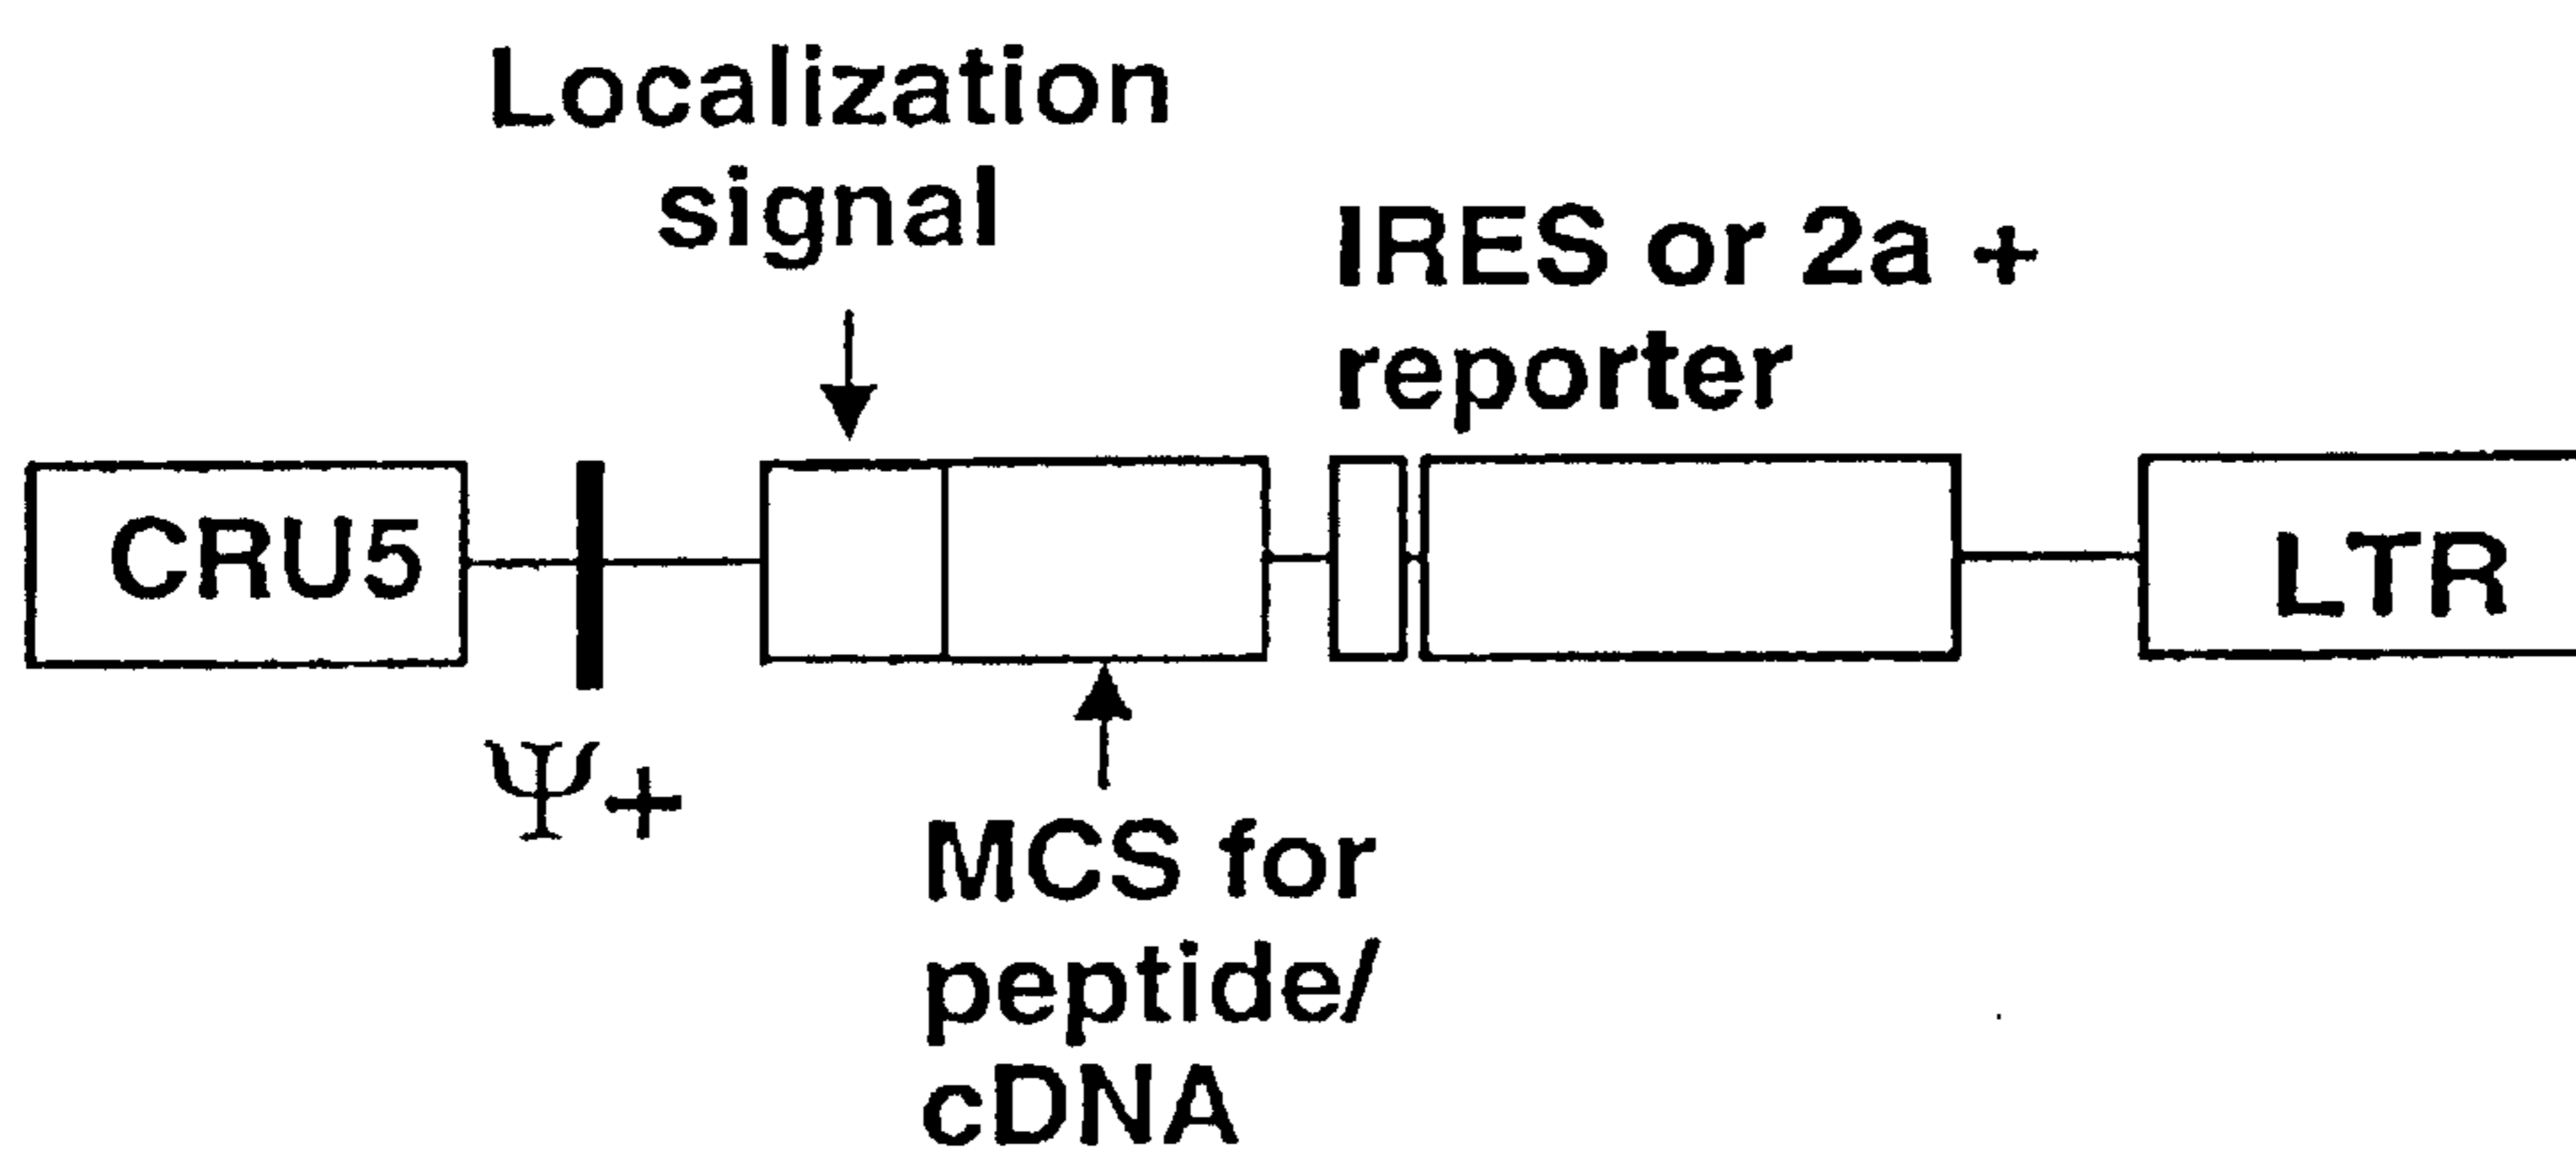 Localization
signal
IRES or 2a +
reporter
CRU5
LTR
Ψ+
MCS for
peptide/
cDNA